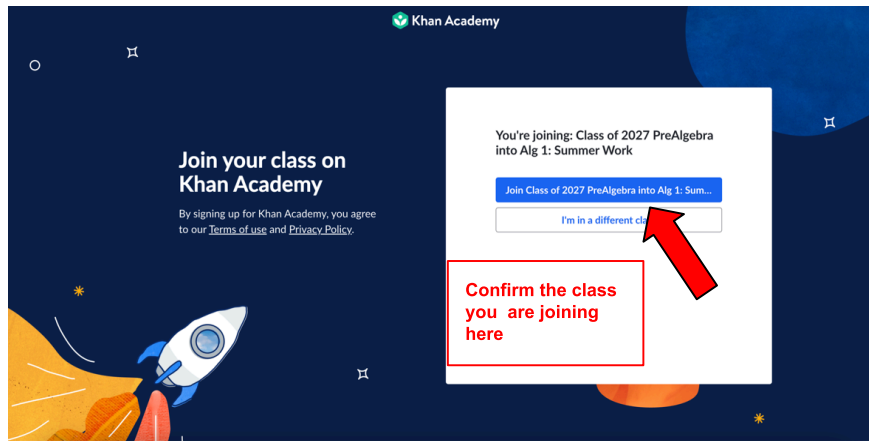 Khan Academy
Join your class on
Khan Academy
By signing up for Khan Academy, you agree
to our Terms of use and Privacy Policy.
You're joining: Class of 2027 PreAlgebra
into Alg 1: Summer Work
Join Class of 2027 PreAlgebra into Alg 1: Sum...
I'm in a different
Confirm the class
you are joining
here